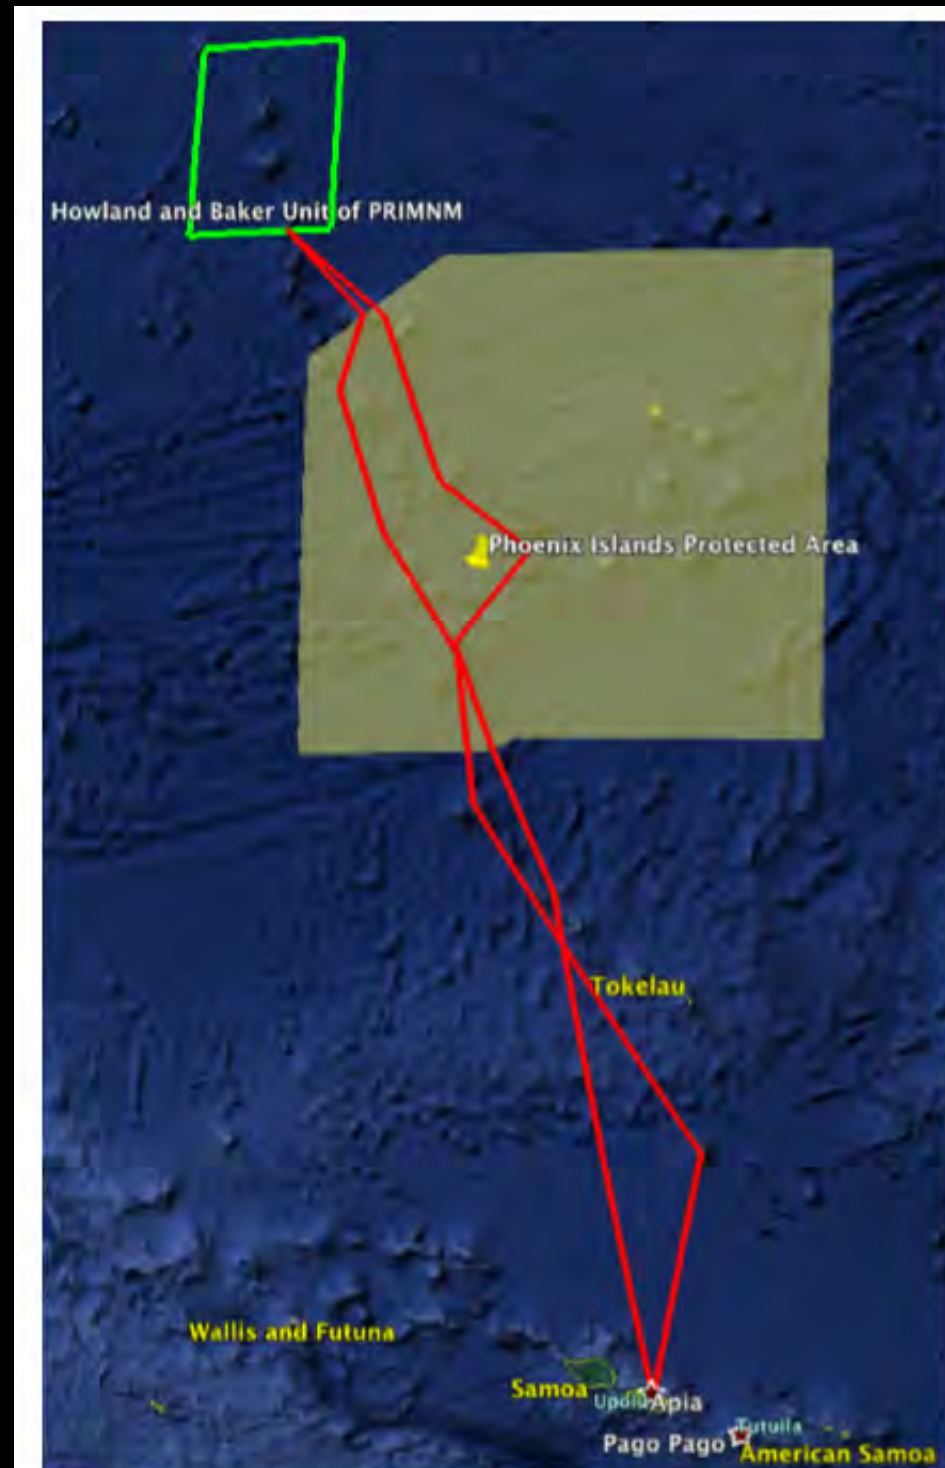 Howland and Baker Unit of PRIMNM
Phoenix Islands Protected Area
Tokelau
Wallis and Futuna
Samoa
Upolu
Apia
Tutuila
Pago Pago
American Samoa